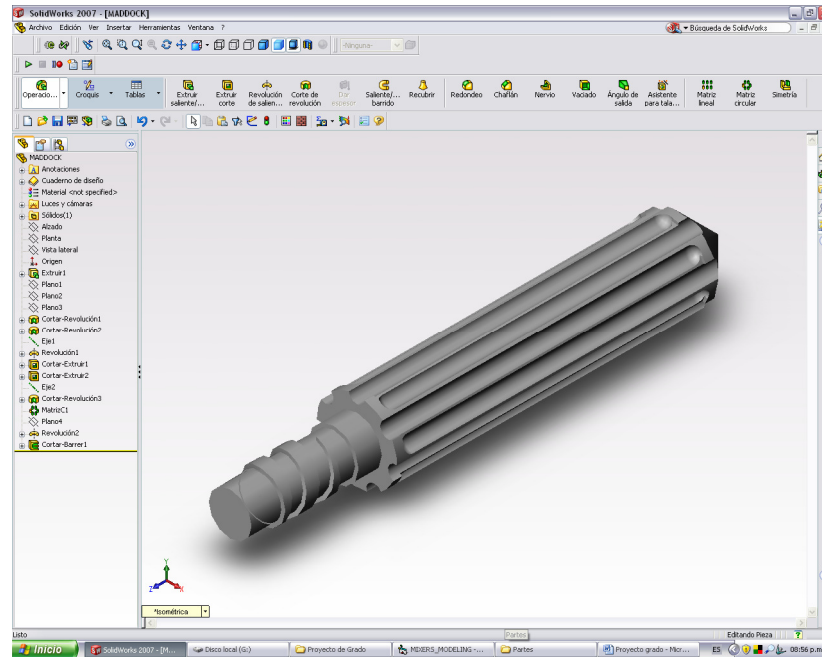 SolidWorks 2007 - [MADDOCK]
Archivo Edición Ver Insertar Herramientas Ventana ?
Búsqueda de SolidWorks
-Ninguna-
Operacio... Croquis Tablas Extruir saliente/... Extruir corte Revolución de salien... Corte de revolución Dar espesor Saliente/... barrido Recubrir Redondeo Chaflán Nervio Vaciado Ángulo de salida Asistente para tala... Matriz lineal Matriz circular Simetría
MADDOCK
Anotaciones
Cuaderno de diseño
Material <not specified>
Luces y cámaras
Sólidos(1)
Alzado
Planta
Vista lateral
Origen
Extruir1
Plano1
Plano2
Plano3
Cortar-Revolución1
Cortar-Revolución2
Eje1
Revolución1
Cortar-Extruir1
Cortar-Extruir2
Eje2
Cortar-Revolución3
MatrizC1
Plano4
Revolución2
Cortar-Barrer1
Y
Z X
*Isométrica
Partes
Listo
Editando Pieza
Inicio SolidWorks 2007 - [M... Disco local (G:) Proyecto de Grado MIXERS_MODELING -... Partes Proyecto grado - Micr... ES 08:56 p.m.